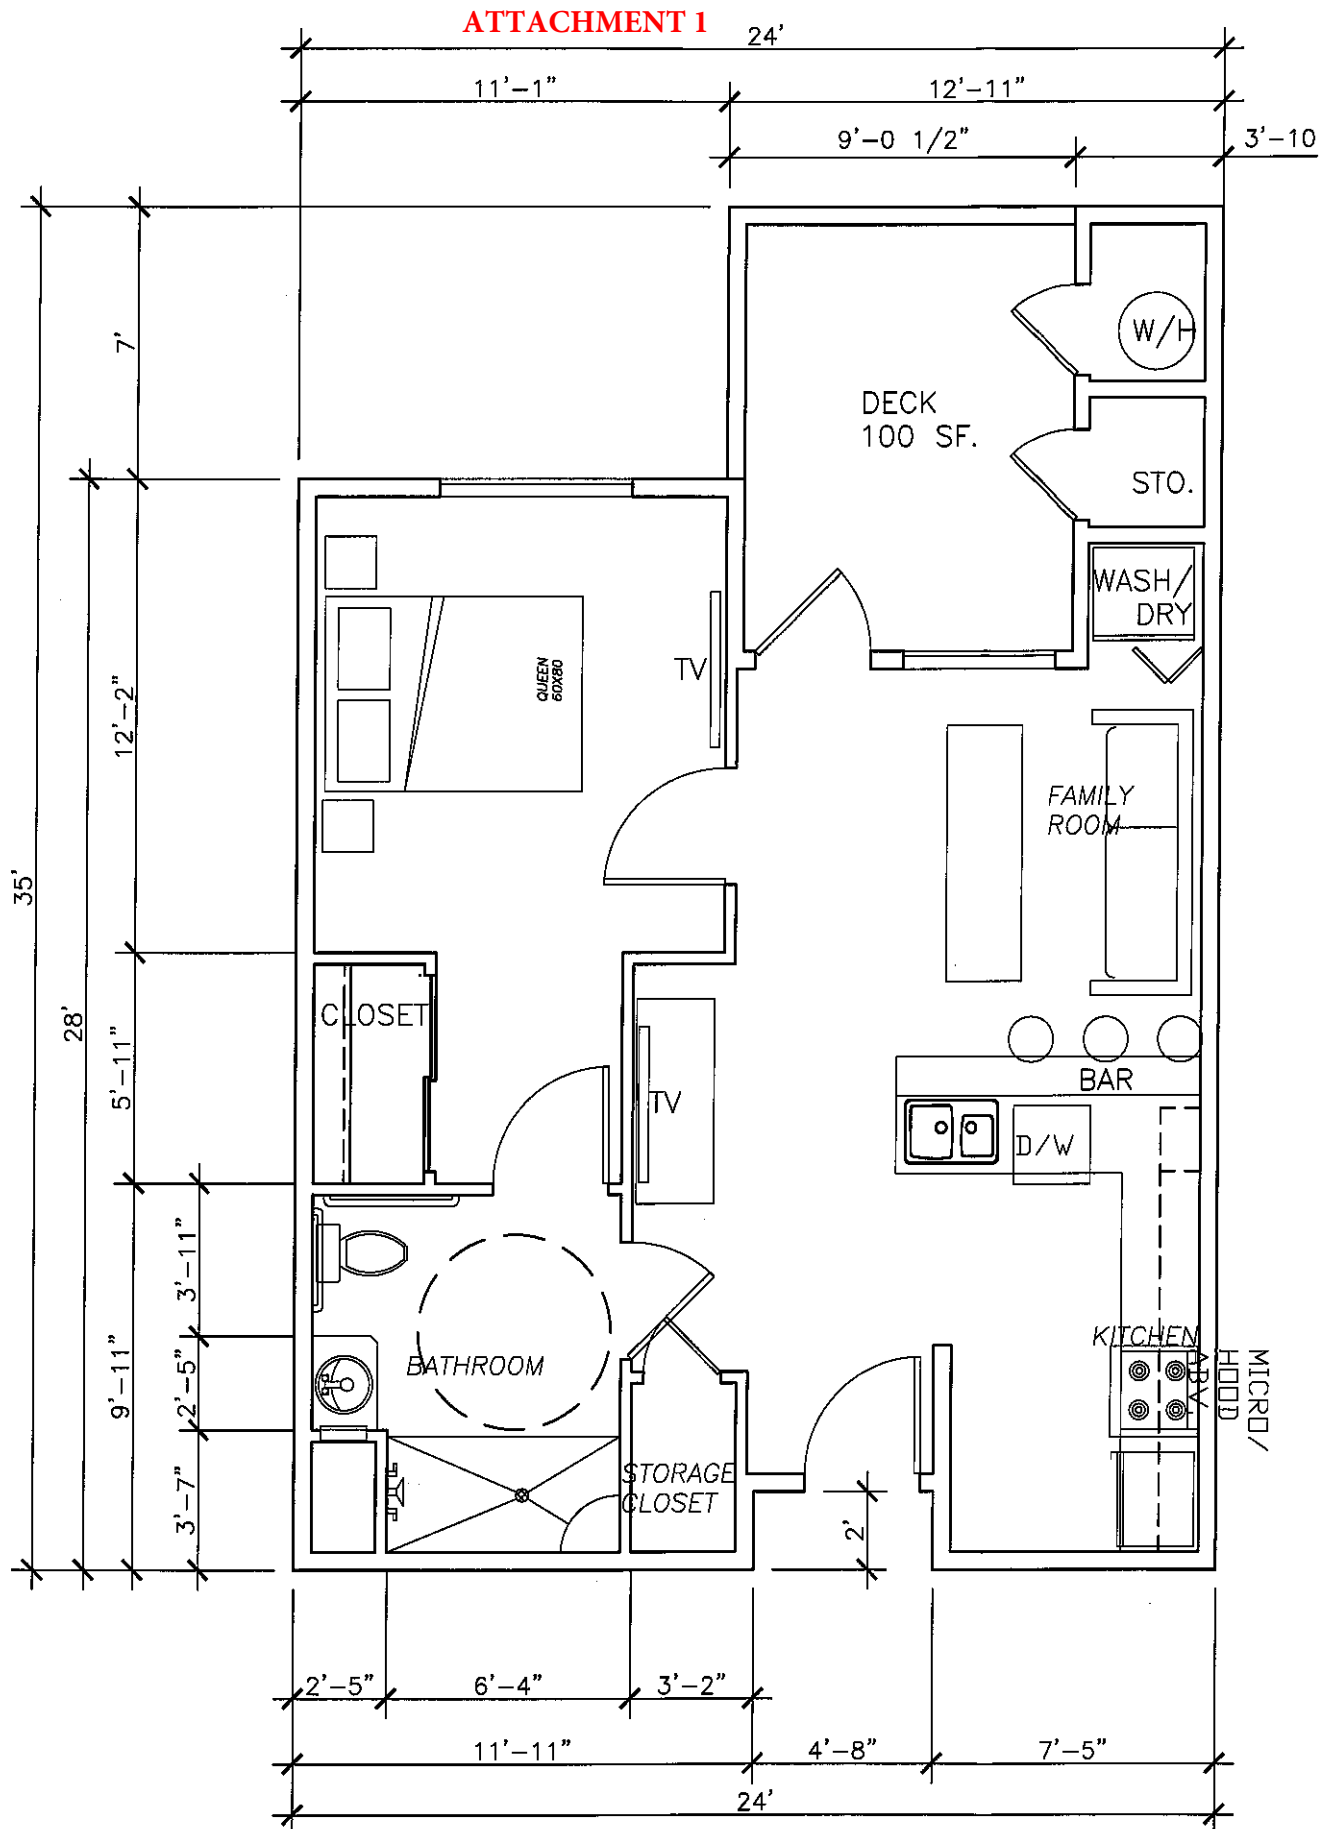 ATTACHMENT 1
24'
11'-1"
12'-11"
9'-0 1/2"
3'-10
7'
W/H
DECK
100 SF.
STO.
WASH/
DRY
QUEEN
60X80
TV
12'-2"
FAMILY
ROOM
35'
28'
CLOSET
5'-11"
TV
BAR
D/W
3'-11"
KITCHEN
MICRO/
HOOD
ABV.
BATHROOM
9'-11"
2'-5"
STORAGE
CLOSET
3'-7"
2'
2'-5"
6'-4"
3'-2"
11'-11"
4'-8"
7'-5"
24'